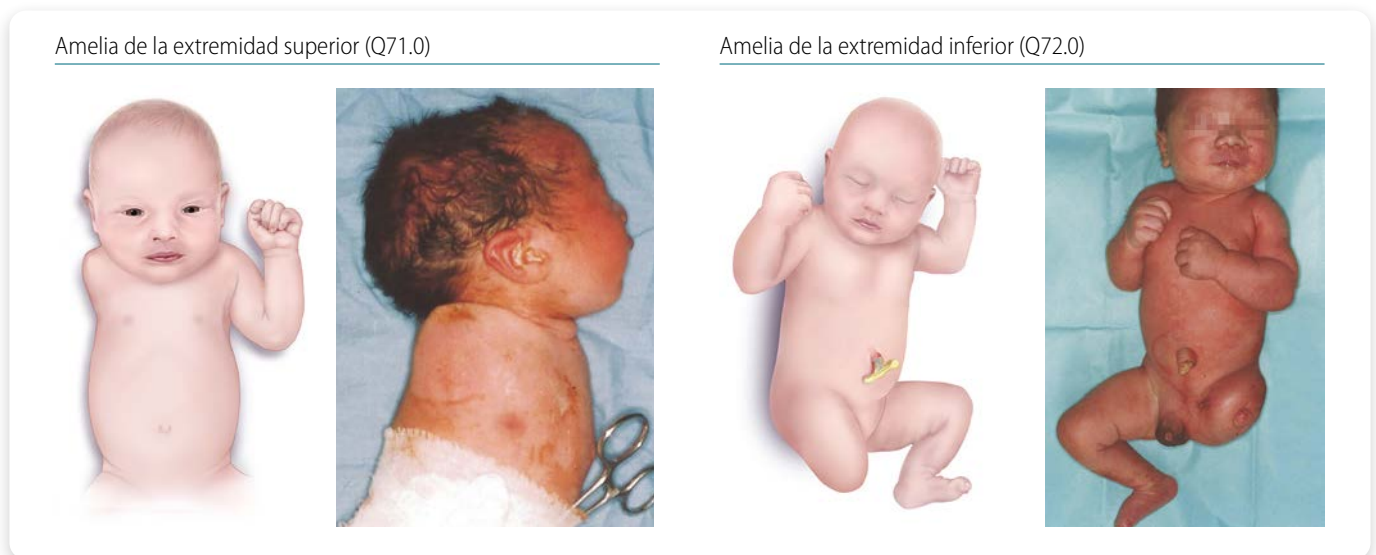 Amelia de la extremidad superior (Q71.0)
Amelia de la extremidad inferior (Q72.0)